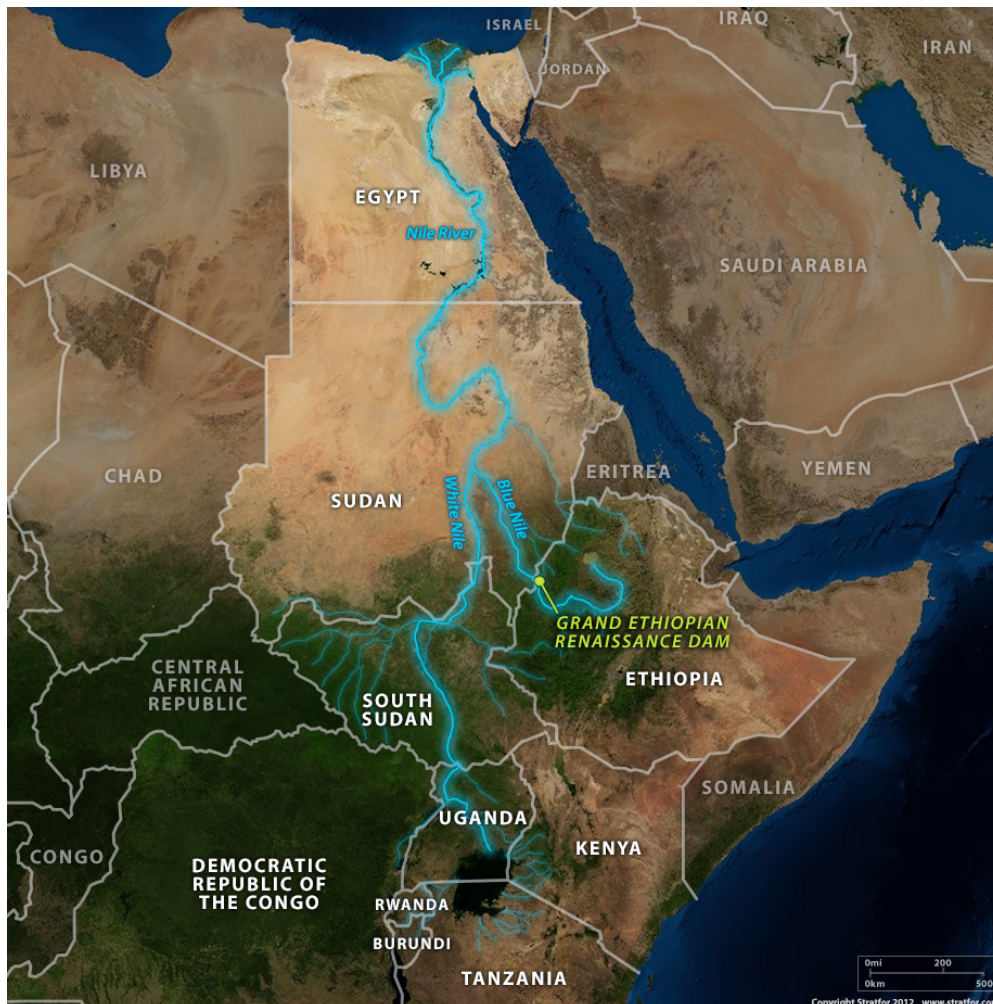 ISRAEL
IRAQ
IRAN
JORDAN
LIBYA
EGYPT
Nile River
SAUDI ARABIA
CHAD
SUDAN
White Nile
Blue Nile
ERITREA
YEMEN
GRAND ETHIOPIAN
RENAISSANCE DAM
CENTRAL
AFRICAN
REPUBLIC
ETHIOPIA
SOUTH
SUDAN
SOMALIA
UGANDA
KENYA
CONGO
DEMOCRATIC
REPUBLIC OF
THE CONGO
RWANDA
BURUNDI
TANZANIA
0mi 200
0km 500
Copyright Stratfor 2012 www.stratfor.co